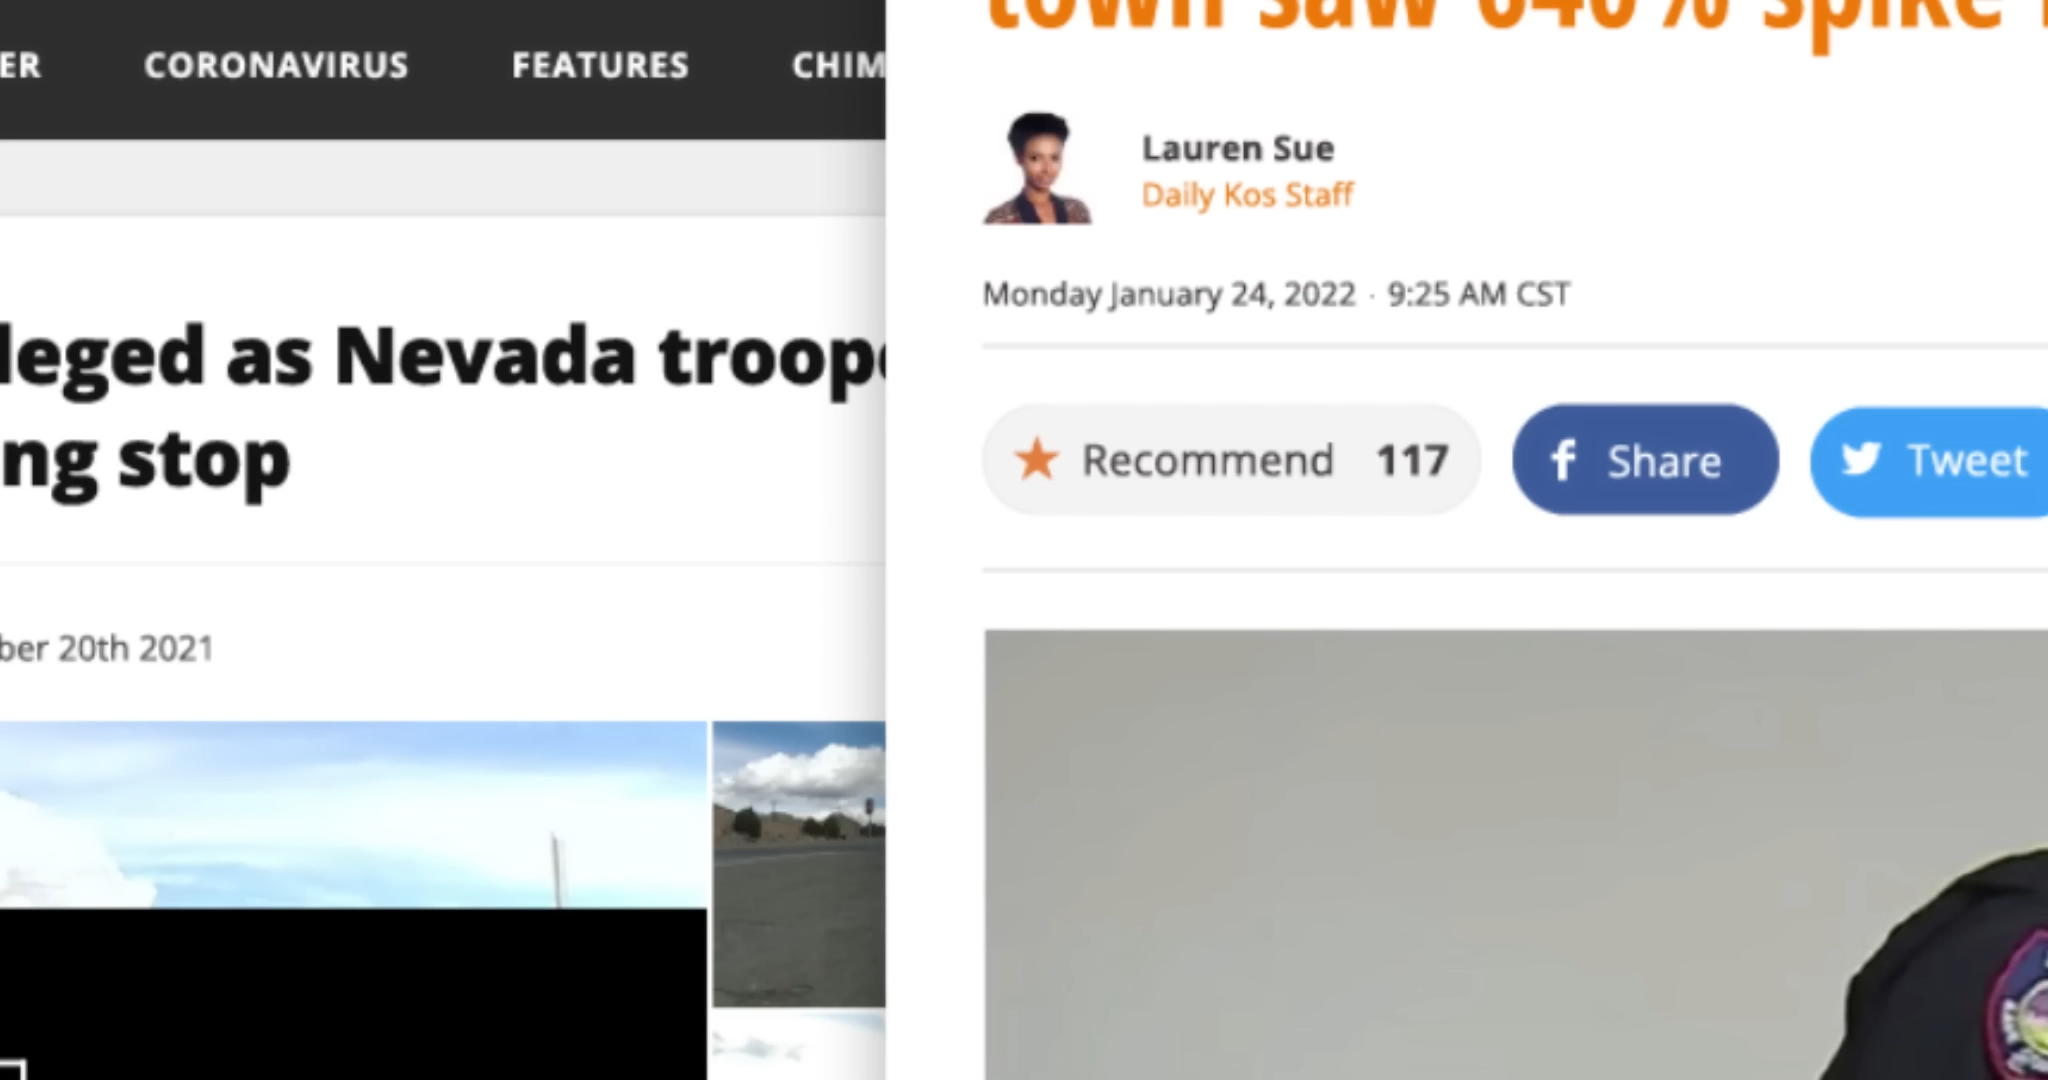 ER CORONAVIRUS FEATURES CHIM
leged as Nevada troope
ng stop
ber 20th 2021
town saw 640% spike
Lauren Sue
Daily Kos Staff
Monday January 24, 2022 · 9:25 AM CST
Recommend 117
Share
Tweet